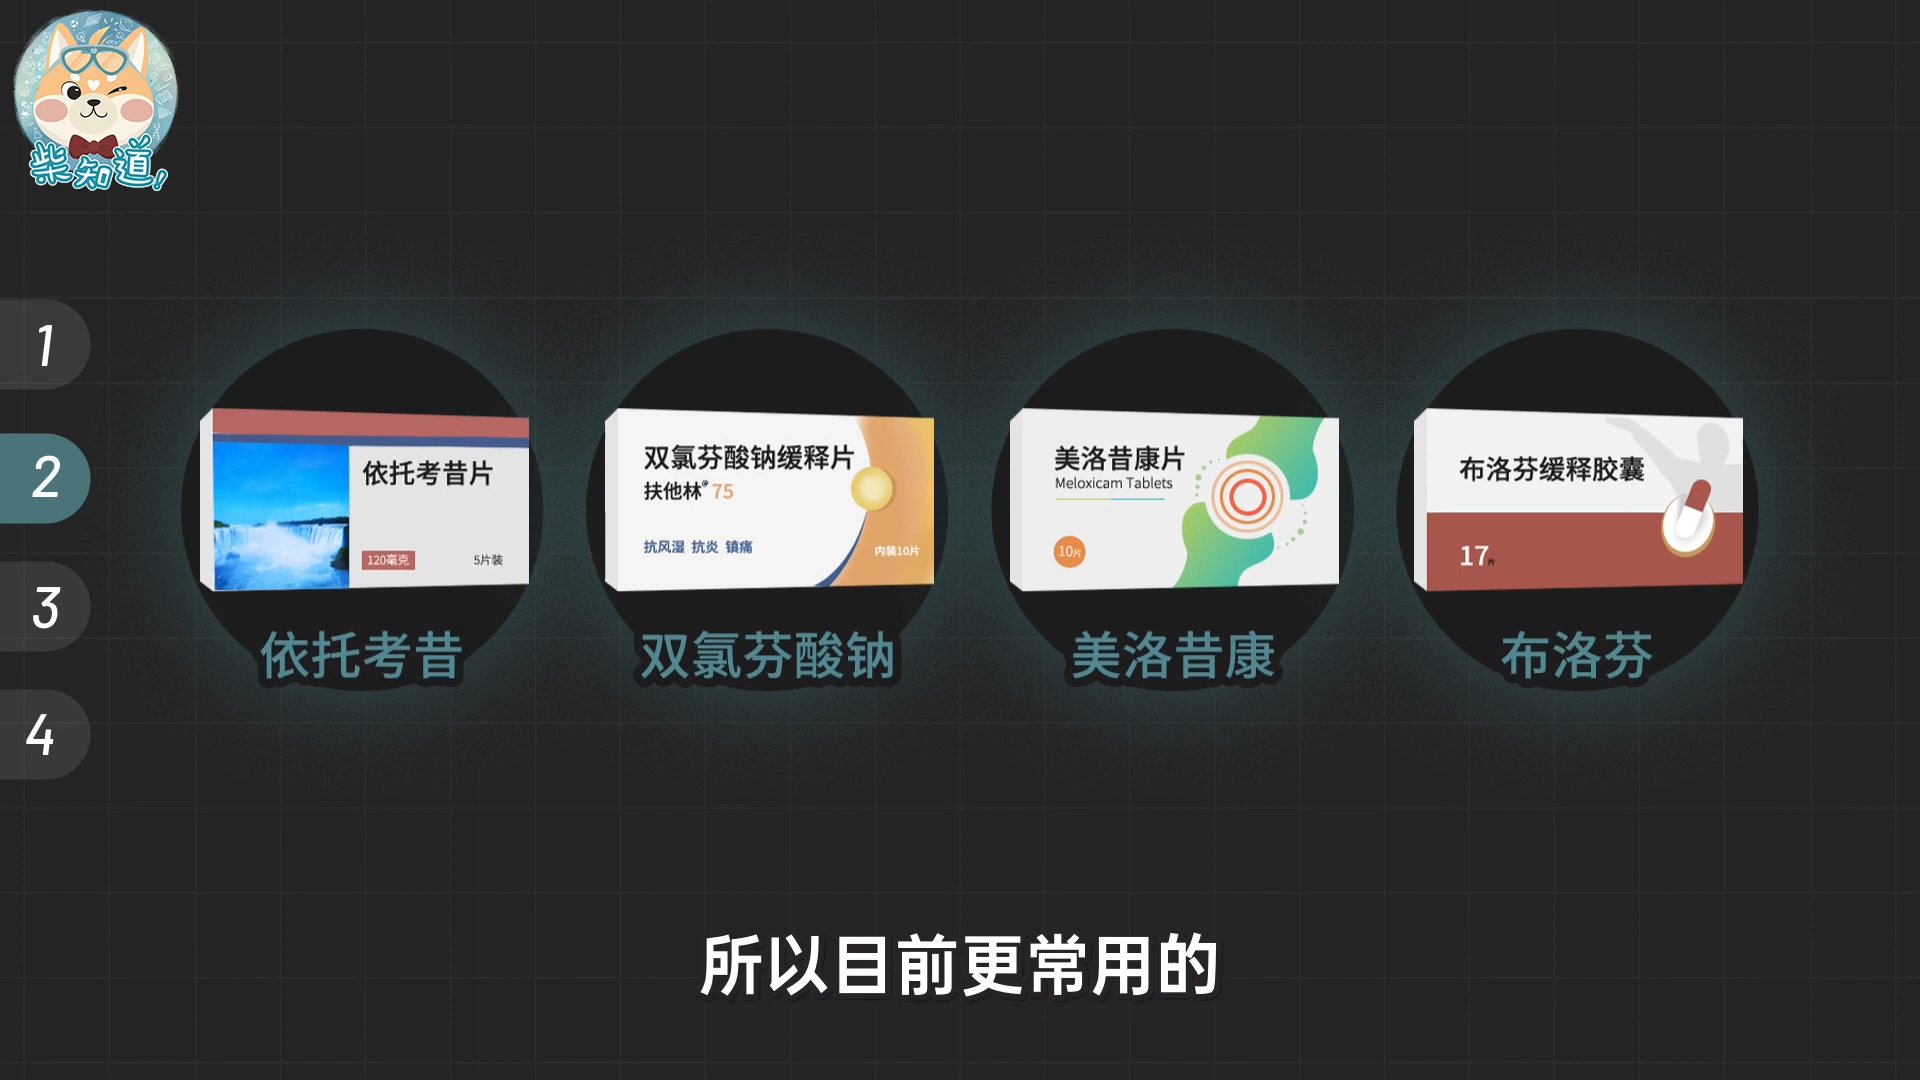 柴知道!
1
2
3
4
依托考昔片
120毫克
5片装
依托考昔
双氯芬酸钠缓释片
扶他林® 75
抗风湿 抗炎 镇痛
内装10片
双氯芬酸钠
美洛昔康片
Meloxicam Tablets
10片
美洛昔康
布洛芬缓释胶囊
17片
布洛芬
所以目前更常用的